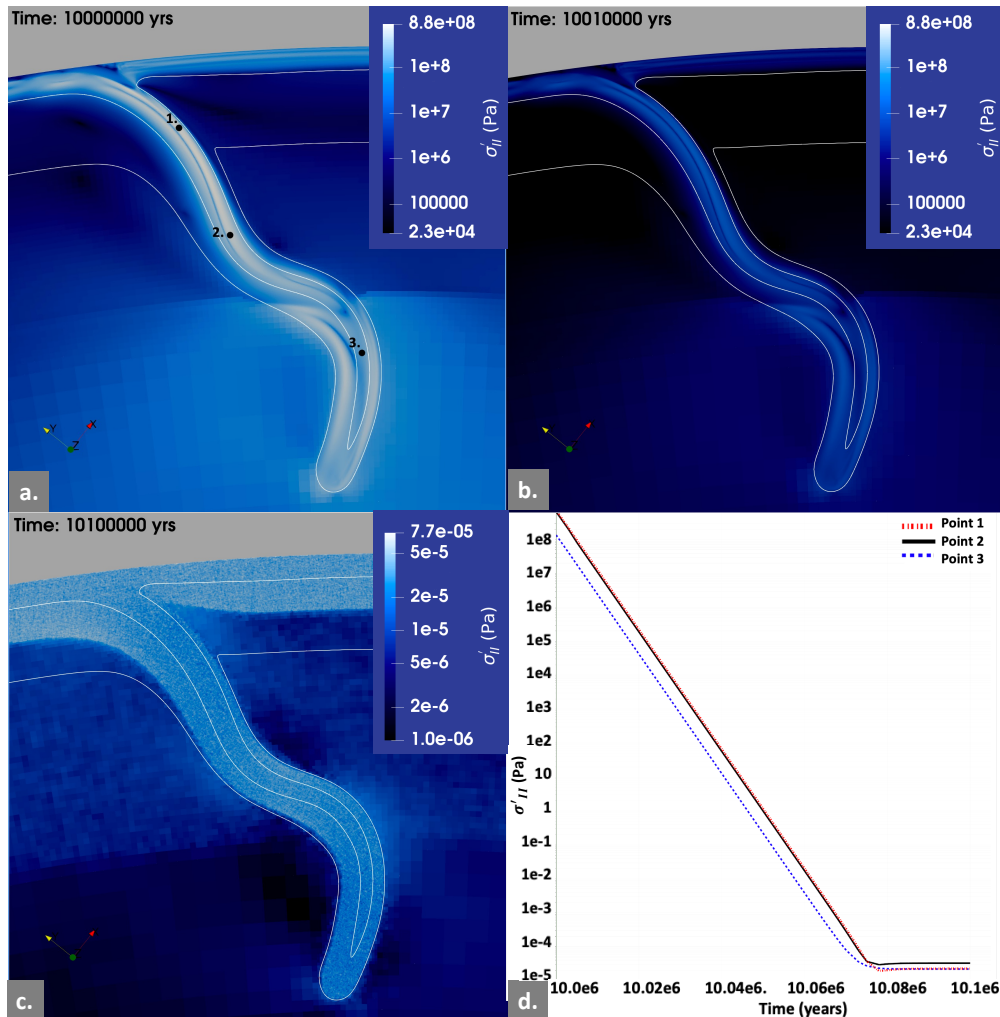 Time: 10000000 yrs
8.8e+08
1e+8
1e+7
1e+6
100000
2.3e+04
σ'II (Pa)
1.
2.
3.
Y
X
Z
a.
Time: 10010000 yrs
8.8e+08
1e+8
1e+7
1e+6
100000
2.3e+04
σ'II (Pa)
b.
Time: 10100000 yrs
7.7e-05
5e-5
2e-5
1e-5
5e-6
2e-6
1.0e-06
σ'II (Pa)
c.
Point 1
Point 2
Point 3
1e8
1e7
1e6
1e5
1e4
1e3
1e2
10
1
1e-1
1e-2
1e-3
1e-4
1e-5
σ'II (Pa)
10.0e6 10.02e6 10.04e6. 10.06e6 10.08e6 10.1e6
Time (years)
d.